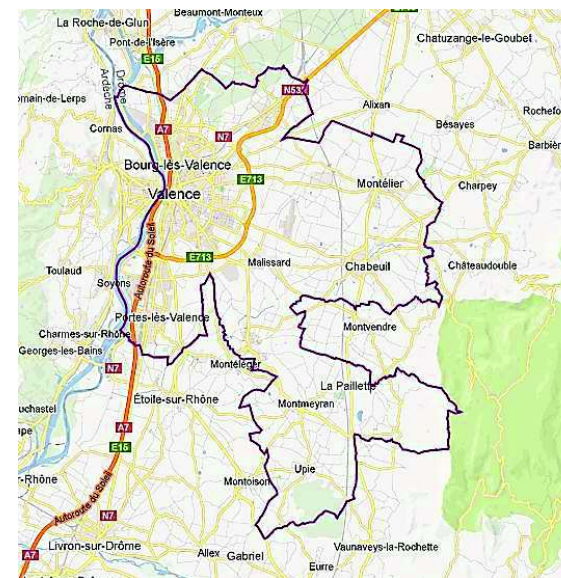 Beaumont-Monteux
La Roche-de-Glun
Chatuzange-le-Goubet
Pont-de-l'Isère
E15
Drôme
Ardèche
N532
omain-de-Lerps
Alixan
Rochefo
Cornas
A7
N7
Bésayes
Barbièr
Bourg-lès-Valence
E713
Montélier
Charpey
Valence
Autoroute du Soleil
E713
Malissard
Chabeuil
Châteaudouble
Toulaud
Soyons
Portes-lès-Valence
Montvendre
Charmes-sur-Rhône
Georges-les-Bains
N7
Montéléger
La Paillette
Étoile-sur-Rhône
Montmeyran
uchastel
ape
A7
E15
Upie
r-Rhône
Montoison
Autoroute du Soleil
N7
Livron-sur-Drôme
A7
Allex
Gabriel
Vaunaveys-la-Rochette
Eurre